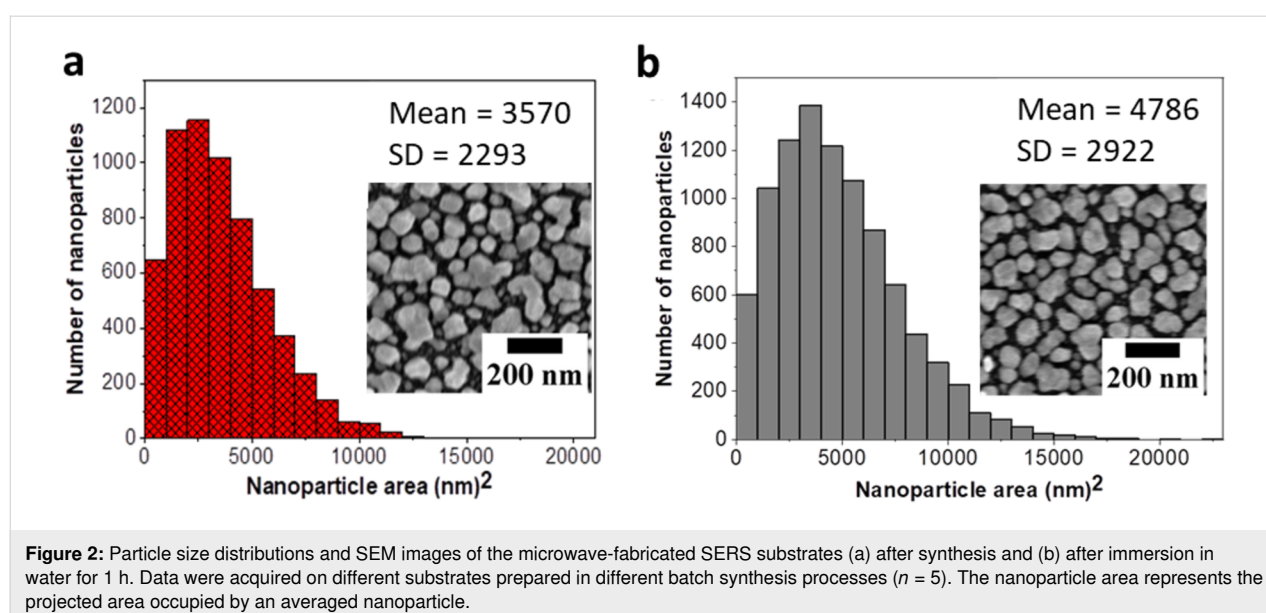 a
Mean = 3570
SD = 2293
1200
1000
800
600
400
200
0
Number of nanoparticles
200 nm
0 5000 10000 15000 20000
Nanoparticle area (nm)2
b
Mean = 4786
SD = 2922
1400
1200
1000
800
600
400
200
0
Number of nanoparticles
200 nm
0 5000 10000 15000 20000
Nanoparticle area (nm)2
Figure 2: Particle size distributions and SEM images of the microwave-fabricated SERS substrates (a) after synthesis and (b) after immersion in
water for 1 h. Data were acquired on different substrates prepared in different batch synthesis processes (n = 5). The nanoparticle area represents the
projected area occupied by an averaged nanoparticle.